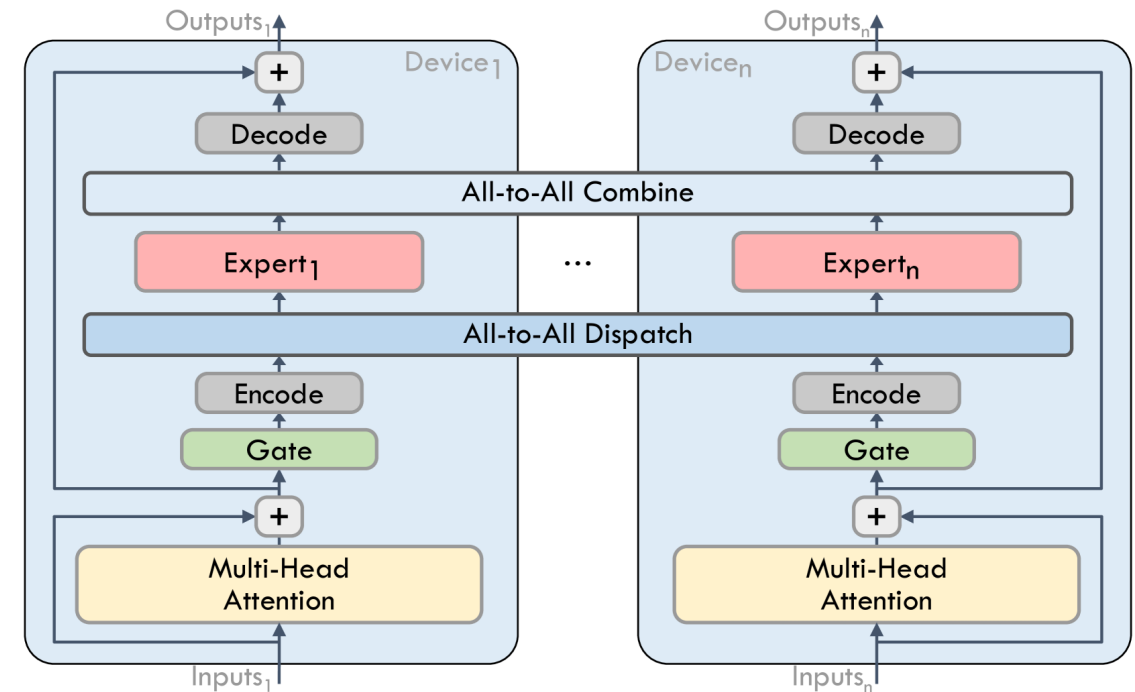 Outputs₁
Outputsₙ
Device₁
Deviceₙ
+
+
Decode
Decode
All-to-All Combine
Expert₁
...
Expertₙ
All-to-All Dispatch
Encode
Encode
Gate
Gate
+
+
Multi-Head
Attention
Multi-Head
Attention
Inputs₁
Inputsₙ